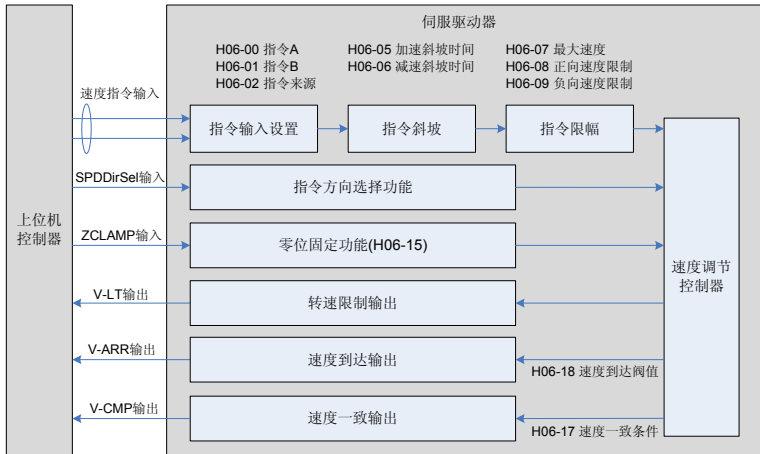 伺服驱动器
H06-00 指令A
H06-01 指令B
H06-02 指令来源
H06-05 加速斜坡时间
H06-06 减速斜坡时间
H06-07 最大速度
H06-08 正向速度限制
H06-09 负向速度限制
速度指令输入
指令输入设置
指令斜坡
指令限幅
SPDDirSel输入
指令方向选择功能
上位机
控制器
ZCLAMP输入
零位固定功能(H06-15)
速度调节
控制器
V-LT输出
转速限制输出
V-ARR输出
速度到达输出
H06-18 速度到达阀值
V-CMP输出
速度一致输出
H06-17 速度一致条件